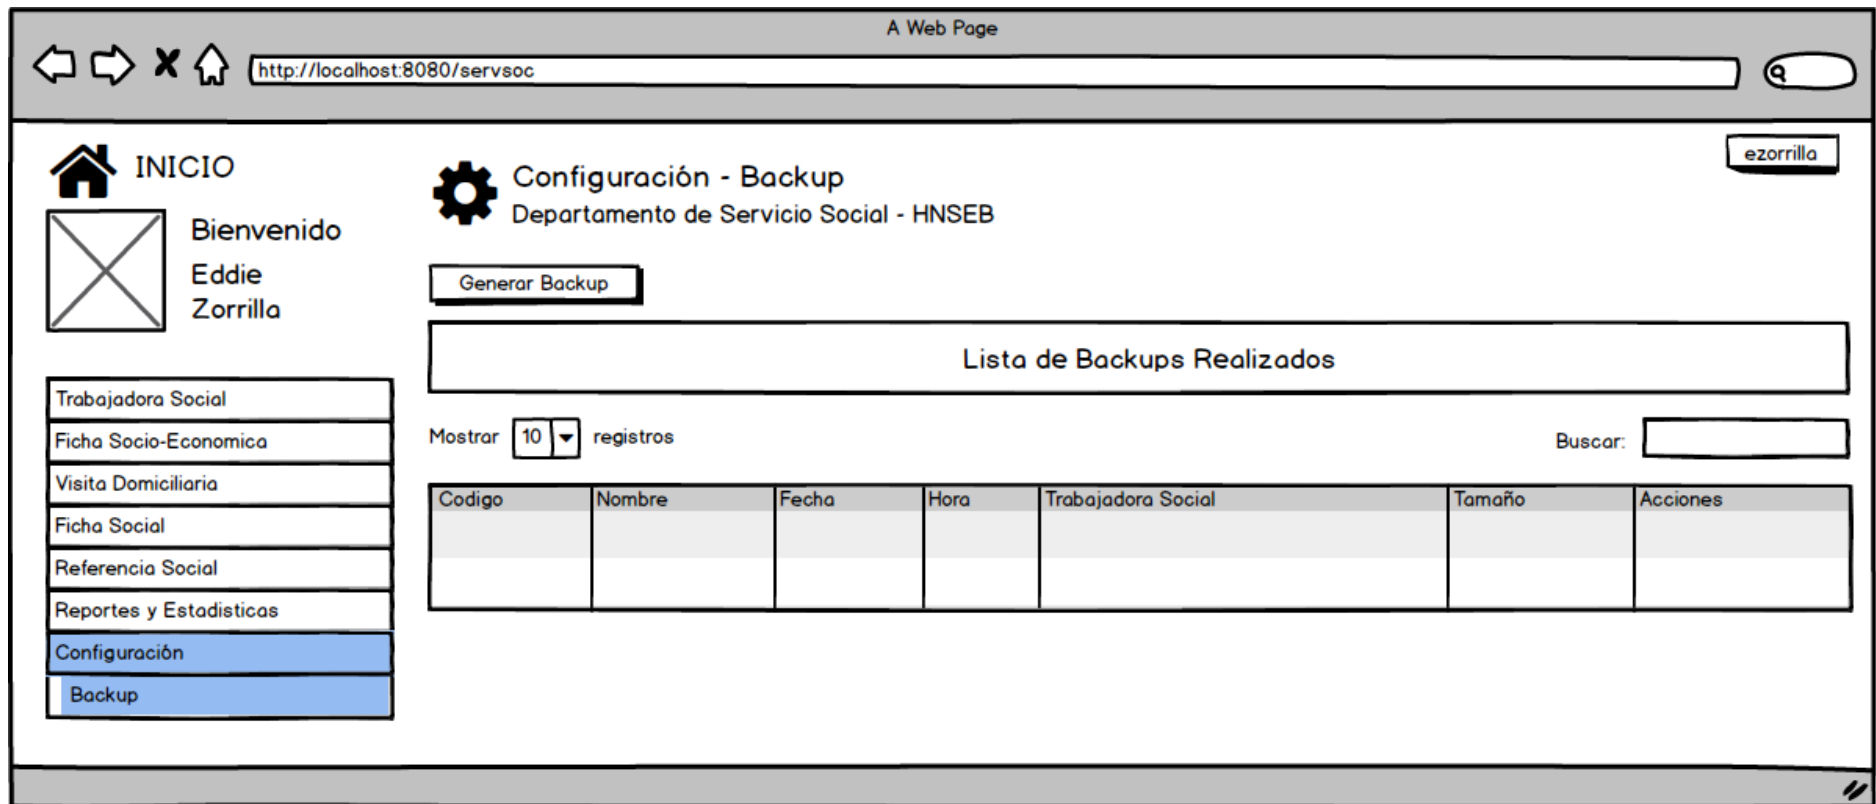 A Web Page
http://localhost:8080/servsoc
INICIO
ezorrilla
Configuración - Backup
Departamento de Servicio Social - HNSEB
Bienvenido
Eddie
Zorrilla
Generar Backup
Lista de Backups Realizados
Trabajadora Social
Ficha Socio-Economica
Visita Domiciliaria
Ficha Social
Referencia Social
Reportes y Estadisticas
Configuración
Backup
Mostrar 10 registros
Buscar:
Codigo Nombre Fecha Hora Trabajadora Social Tamaño Acciones